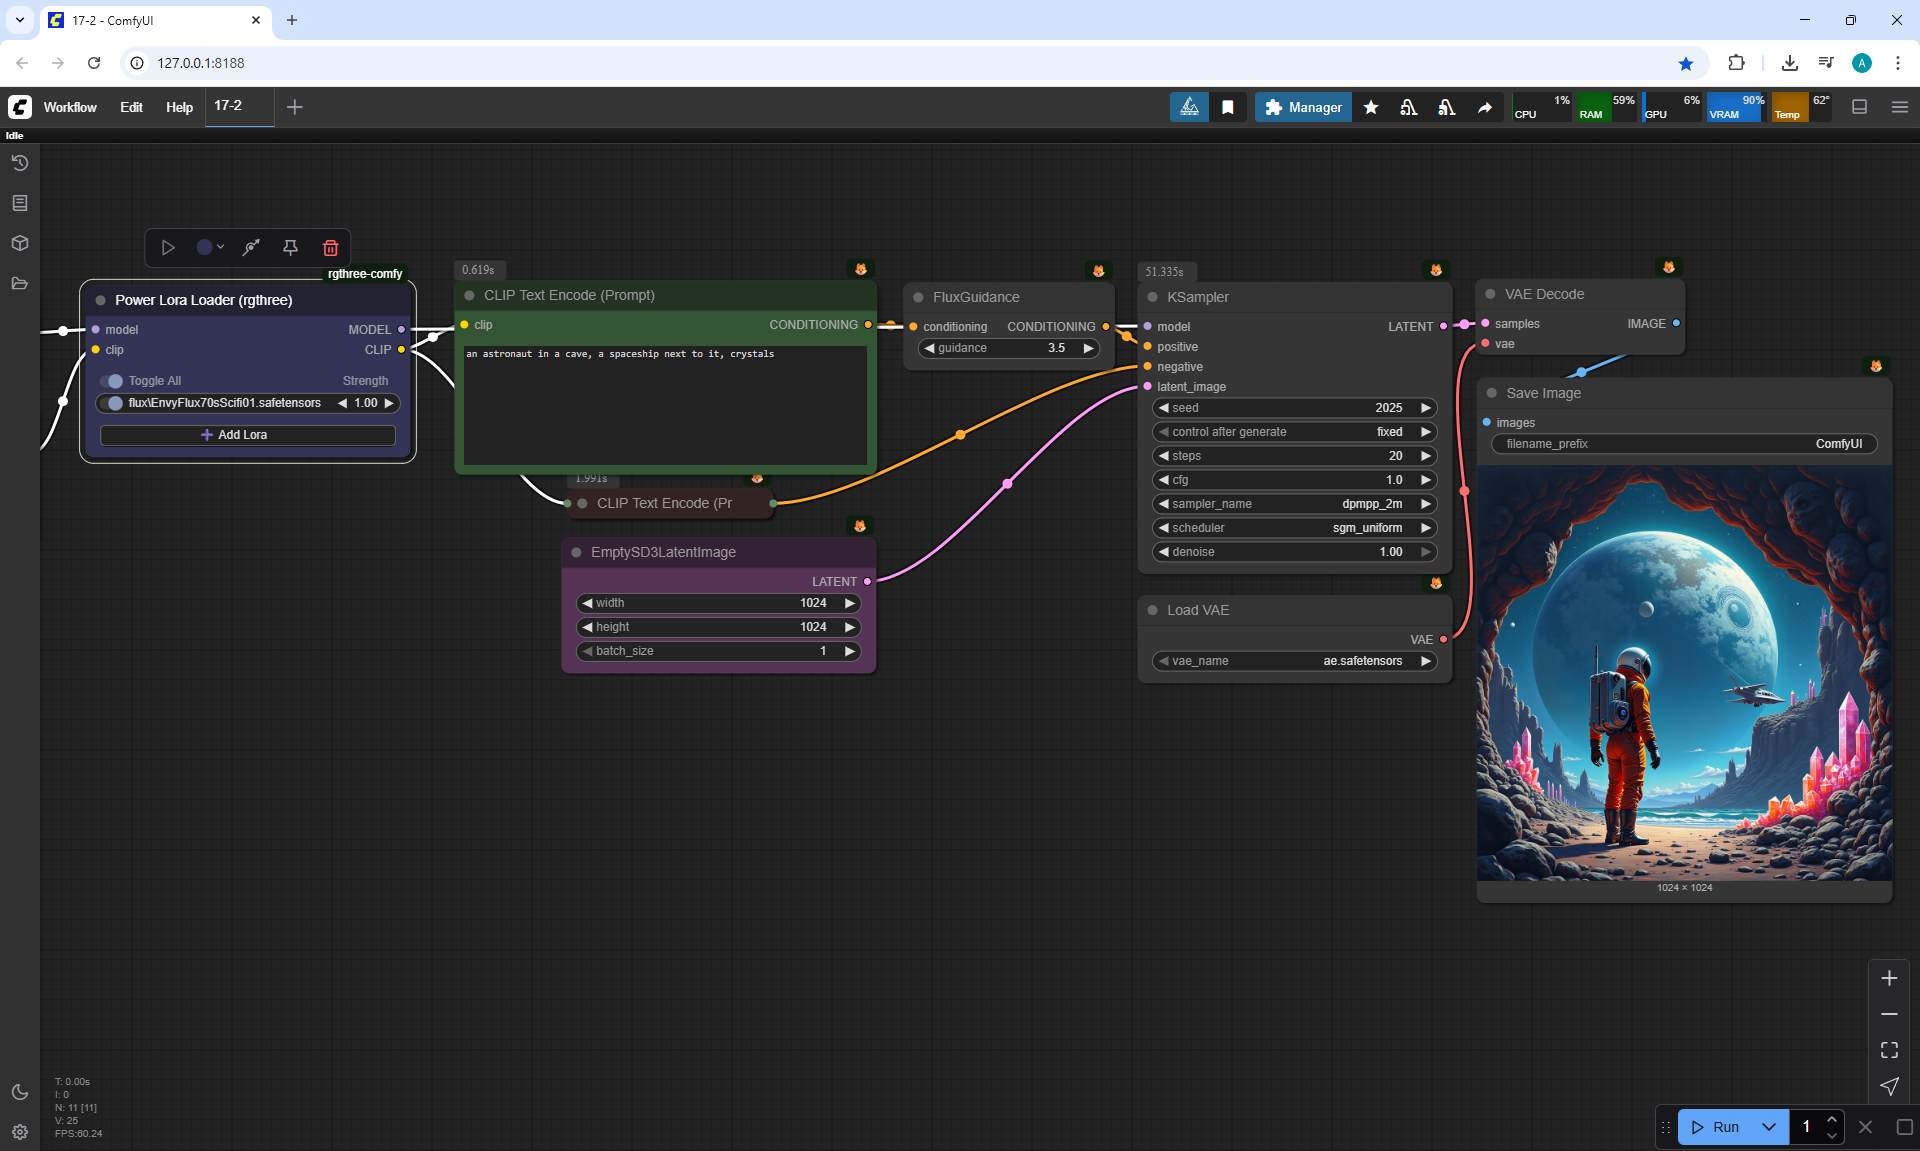 17-2 - ComfyUI
127.0.0.1:8188
A
Workflow
Edit
Help
17-2
Manager
1%
CPU
59%
RAM
6%
GPU
90%
VRAM
62°
Temp
Idle
rgthree-comfy
Power Lora Loader (rgthree)
model
MODEL
clip
CLIP
Toggle All
Strength
flux\EnvyFlux70sScifi01.safetensors
1.00
Add Lora
0.619s
CLIP Text Encode (Prompt)
clip
CONDITIONING
an astronaut in a cave, a spaceship next to it, crystals
1.991s
CLIP Text Encode (Pr
EmptySD3LatentImage
LATENT
width
1024
height
1024
batch_size
1
FluxGuidance
conditioning
CONDITIONING
guidance
3.5
51.335s
KSampler
model
LATENT
positive
negative
latent_image
seed
2025
control after generate
fixed
steps
20
cfg
1.0
sampler_name
dpmpp_2m
scheduler
sgm_uniform
denoise
1.00
Load VAE
VAE
vae_name
ae.safetensors
VAE Decode
samples
IMAGE
vae
Save Image
images
filename_prefix
ComfyUI
1024 × 1024
T: 0.00s
I: 0
N: 11 [11]
V: 25
FPS:60.24
Run
1